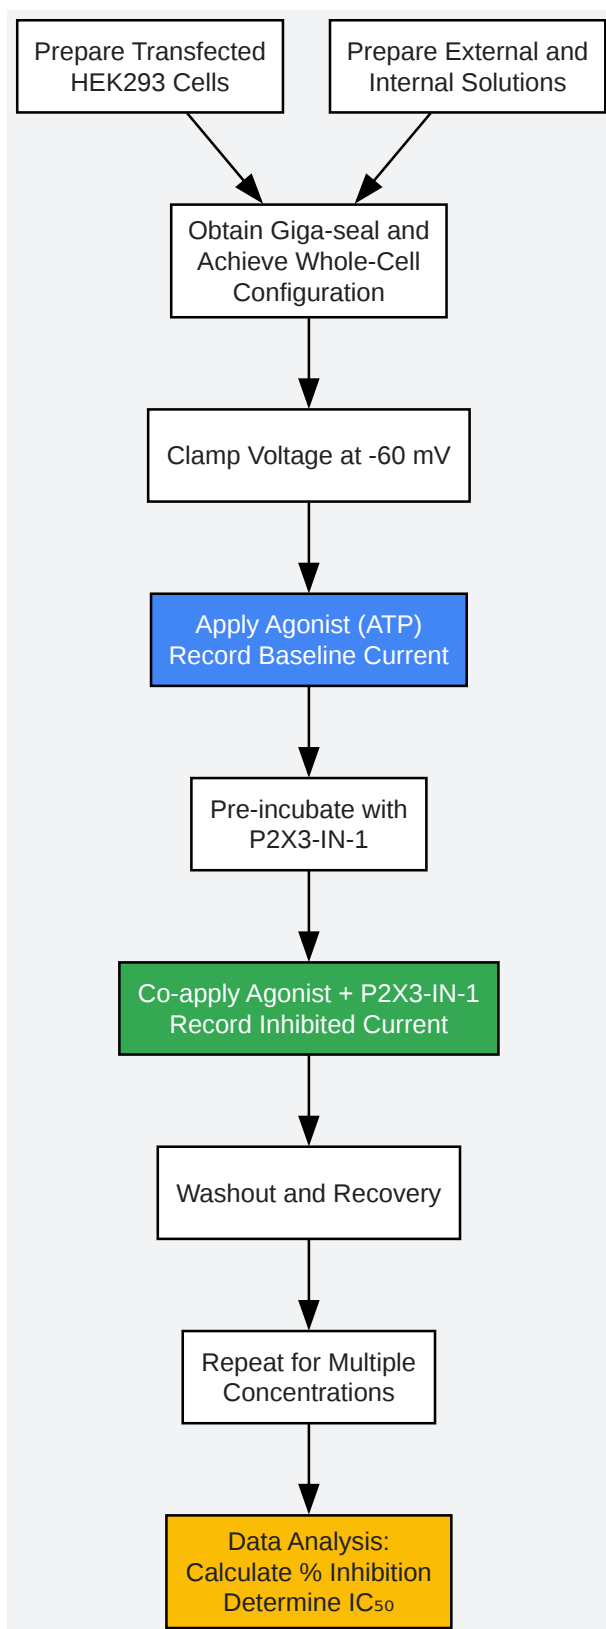 Prepare Transfected
HEK293 Cells
Prepare External and
Internal Solutions
Obtain Giga-seal and
Achieve Whole-Cell
Configuration
Clamp Voltage at -60 mV
Apply Agonist (ATP)
Record Baseline Current
Pre-incubate with
P2X3-IN-1
Co-apply Agonist + P2X3-IN-1
Record Inhibited Current
Washout and Recovery
Repeat for Multiple
Concentrations
Data Analysis:
Calculate % Inhibition
Determine IC₅₀